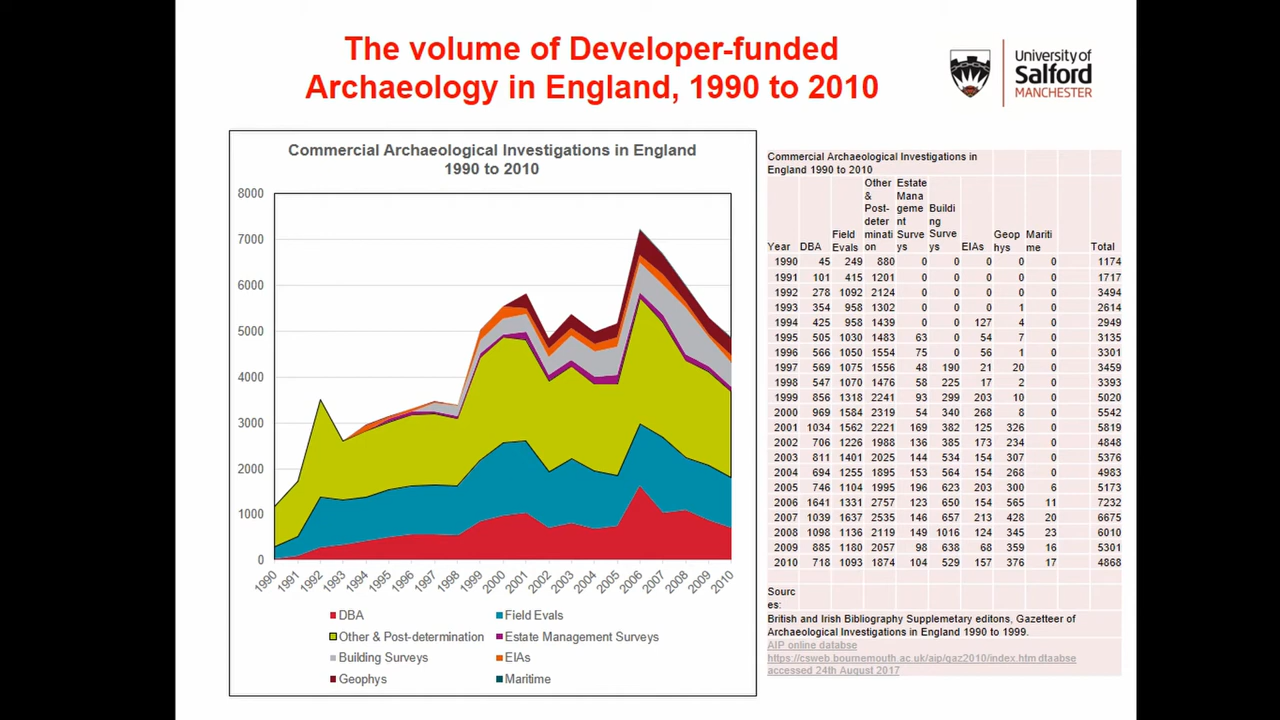 The volume of Developer-funded
Archaeology in England, 1990 to 2010
University of
Salford
MANCHESTER
Commercial Archaeological Investigations in England
1990 to 2010
8000
7000
6000
5000
4000
3000
2000
1000
0
1990 1991 1992 1993 1994 1995 1996 1997 1998 1999 2000 2001 2002 2003 2004 2005 2006 2007 2008 2009 2010
DBA Field Evals
Other & Post-determination Estate Management Surveys
Building Surveys EIAs
Geophys Maritime
Commercial Archaeological Investigations in
England 1990 to 2010
Other Estate
& Mana
Post- geme Buildi
deter nt ng
Field minati Surve Surve Geop Mariti
Year DBA Evals on ys ys EIAs hys me Total
1990 45 249 880 0 0 0 0 0 1174
1991 101 415 1201 0 0 0 0 0 1717
1992 278 1092 2124 0 0 0 0 0 3494
1993 354 958 1302 0 0 0 1 0 2614
1994 425 958 1439 0 0 127 4 0 2949
1995 505 1030 1483 63 0 54 7 0 3135
1996 566 1050 1554 75 0 56 1 0 3301
1997 569 1075 1556 48 190 21 20 0 3459
1998 547 1070 1476 58 225 17 2 0 3393
1999 856 1318 2241 93 299 203 10 0 5020
2000 969 1584 2319 54 340 268 8 0 5542
2001 1034 1562 2221 169 382 125 326 0 5819
2002 706 1226 1988 136 385 173 234 0 4848
2003 811 1401 2025 144 534 154 307 0 5376
2004 694 1255 1895 153 564 154 268 0 4983
2005 746 1104 1995 196 623 203 300 6 5173
2006 1641 1331 2757 123 650 154 565 11 7232
2007 1039 1637 2535 146 657 213 428 20 6675
2008 1098 1136 2119 149 1016 124 345 23 6010
2009 885 1180 2057 98 638 68 359 16 5301
2010 718 1093 1874 104 529 157 376 17 4868
Sourc
es:
British and Irish Bibliography Supplemetary editons, Gazetteer of
Archaeological Investigations in England 1990 to 1999.
AIP online databse
https://csweb.bournemouth.ac.uk/aip/gaz2010/index.htm dtaabse
accessed 24th August 2017